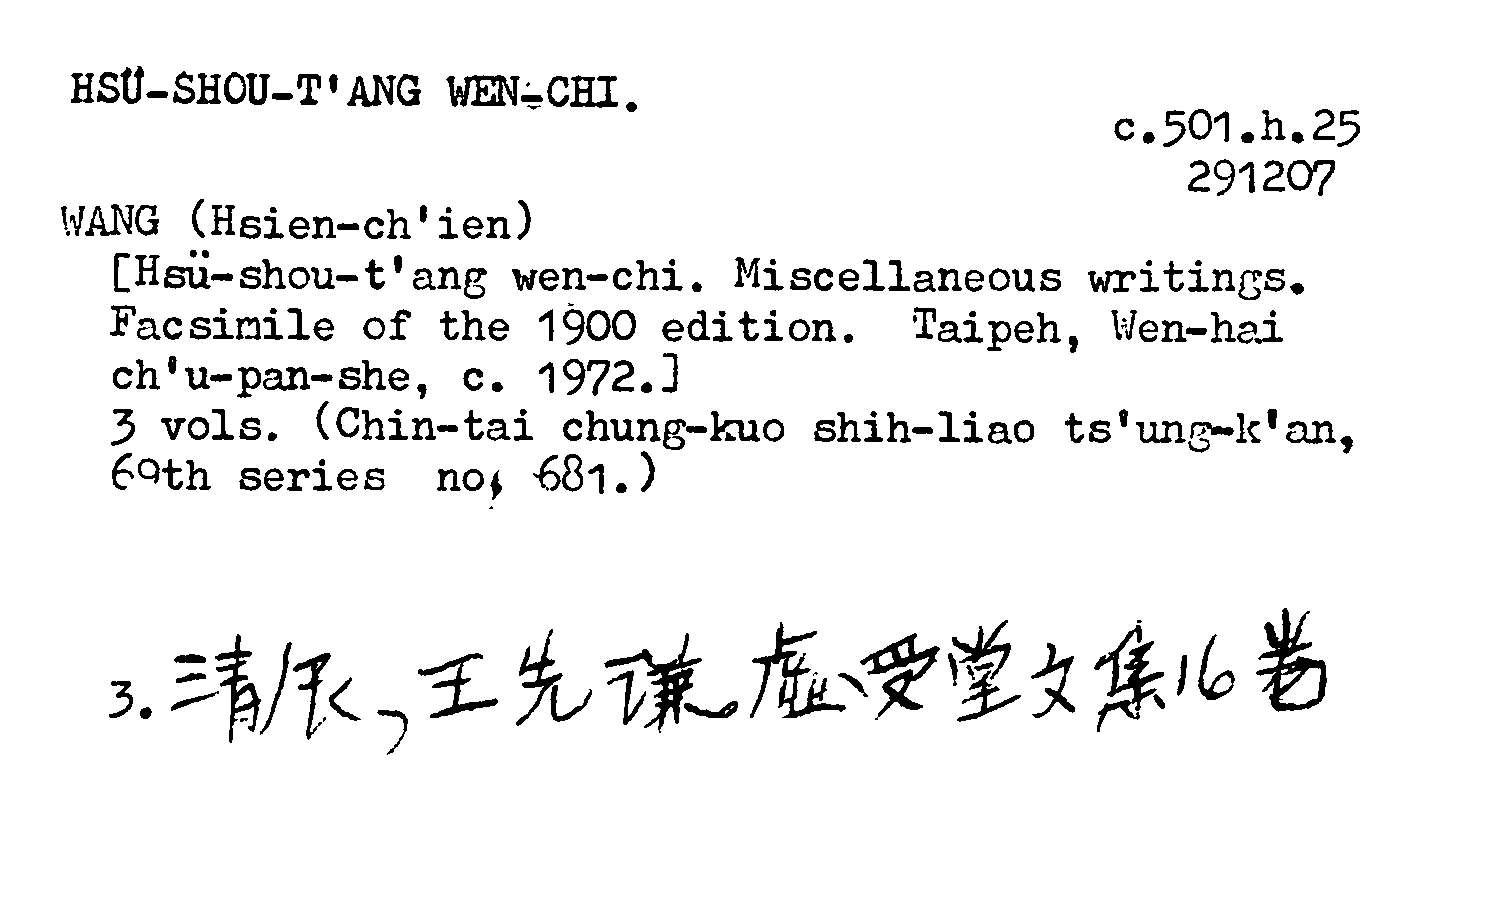 HSÜ-SHOU-T'ANG WEN-CHI.
c.501.h.25
291207
WANG (Hsien-ch'ien)
[Hsü-shou-t'ang wen-chi. Miscellaneous writings.
Facsimile of the 1900 edition. Taipeh, Wen-hai
ch'u-pan-she, c. 1972.]
3 vols. (Chin-tai chung-kuo shih-liao ts'ung-k'an,
69th series no. 681.)
3. 清 , 王先謙。虛受堂文集16卷